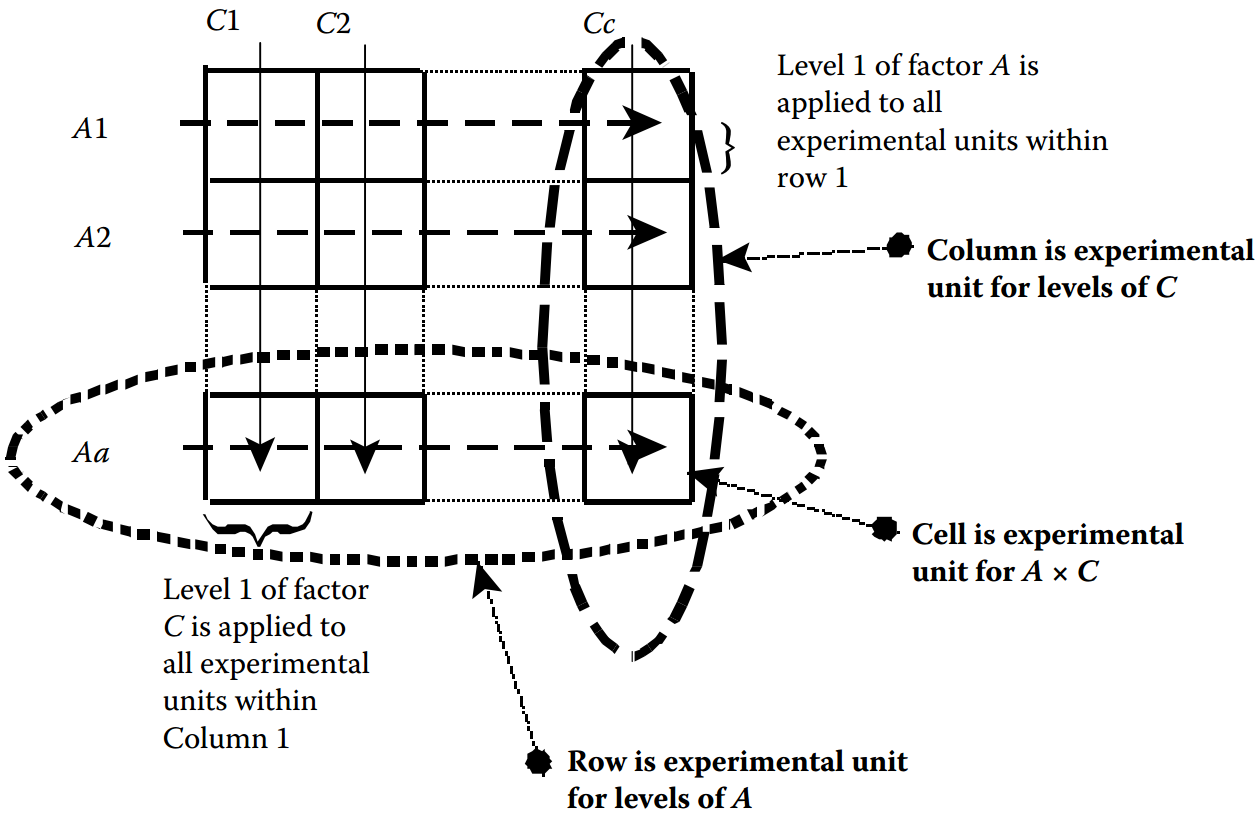 C1
C2
Cc
A1
A2
Aa
Level 1 of factor A is
applied to all
experimental units within
row 1
}
Column is experimental
unit for levels of C
Cell is experimental
unit for A × C
Level 1 of factor
C is applied to
all experimental
units within
Column 1
Row is experimental unit
for levels of A